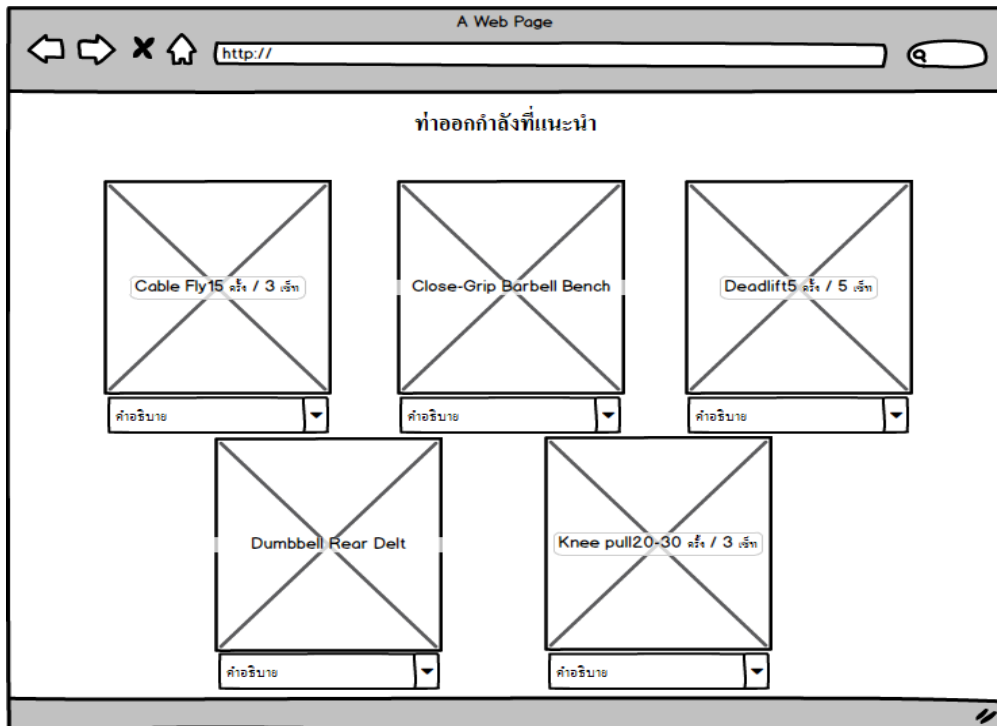 A Web Page
http://
ท่าออกกำลังที่แนะนำ
Cable Fly15 ครั้ง / 3 เซ็ท
Close-Grip Barbell Bench
Deadlift5 ครั้ง / 5 เซ็ท
คำอธิบาย
คำอธิบาย
คำอธิบาย
Dumbbell Rear Delt
Knee pull20-30 ครั้ง / 3 เซ็ท
คำอธิบาย
คำอธิบาย